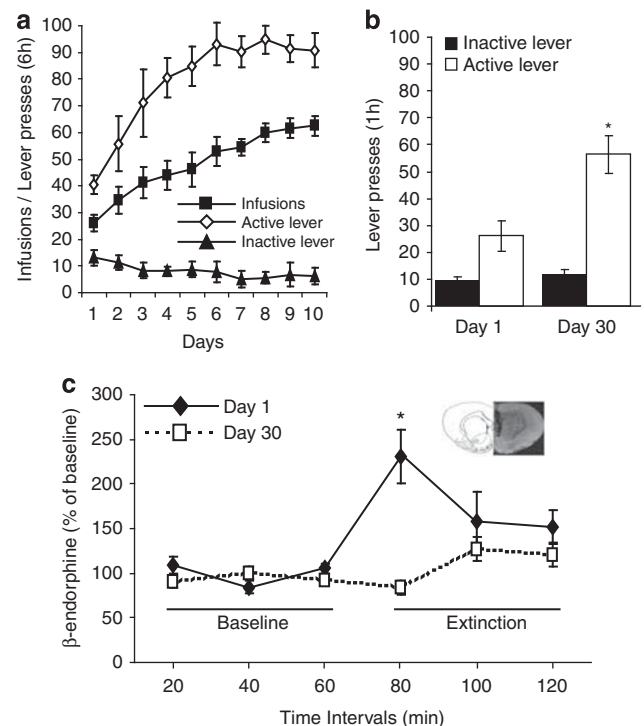 a
Infusions / Lever presses (6h)
100
90
80
70
60
50
40
30
20
10
0
Infusions
Active lever
Inactive lever
1 2 3 4 5 6 7 8 9 10
Days
b
Lever presses (1h)
100
90
80
70
60
50
40
30
20
10
0
Inactive lever
Active lever
*
Day 1 Day 30
c
β-endorphine (% of baseline)
300
250
200
150
100
50
0
Day 1
Day 30
*
Baseline Extinction
20 40 60 80 100 120
Time Intervals (min)